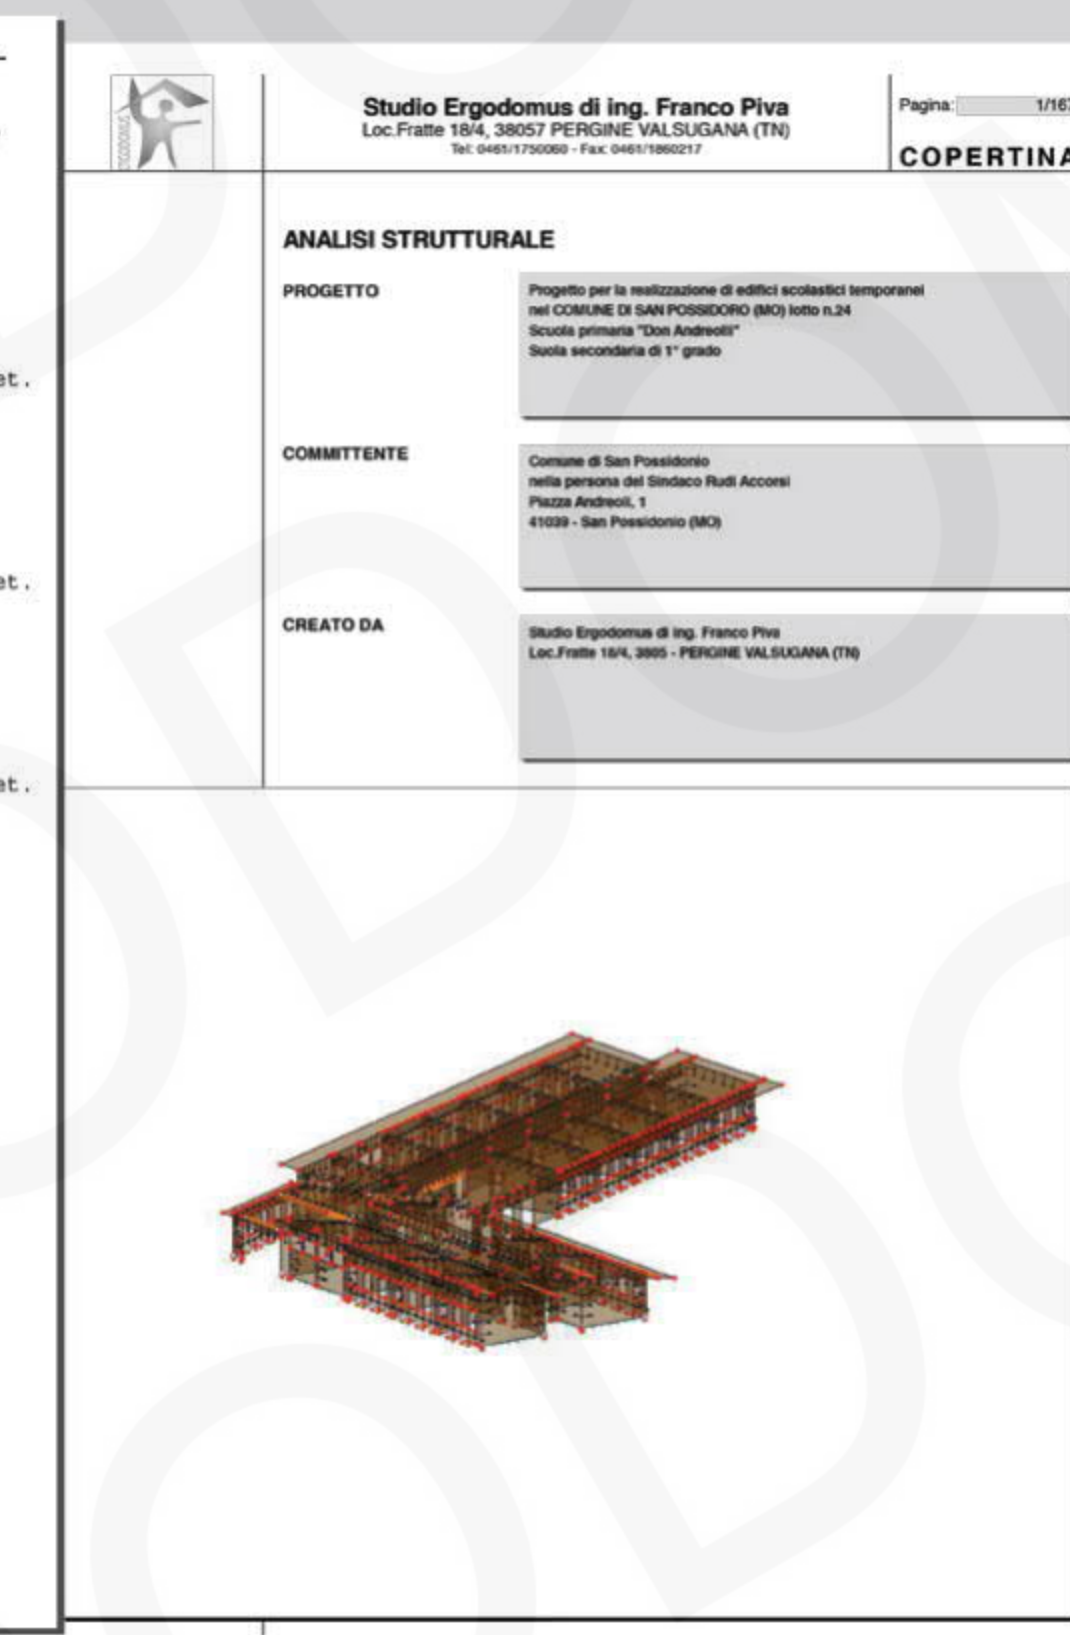 et.
et.
et.
Studio Ergodomus di ing. Franco Piva
Loc.Fratte 18/4, 38057 PERGINE VALSUGANA (TN)
Tel: 0461/1750060 - Fax: 0461/1860217
Pagina: 1/167
COPERTINA
ANALISI STRUTTURALE
PROGETTO
Progetto per la realizzazione di edifici scolastici temporanei
nel COMUNE DI SAN POSSIDORO (MO) lotto n.24
Scuola primaria "Don Andreolli"
Suola secondaria di 1° grado
COMMITTENTE
Comune di San Possidonio
nella persona del Sindaco Rudi Accorsi
Piazza Andreoli, 1
41039 - San Possidonio (MO)
CREATO DA
Studio Ergodomus di ing. Franco Piva
Loc.Fratte 18/4, 3805 - PERGINE VALSUGANA (TN)